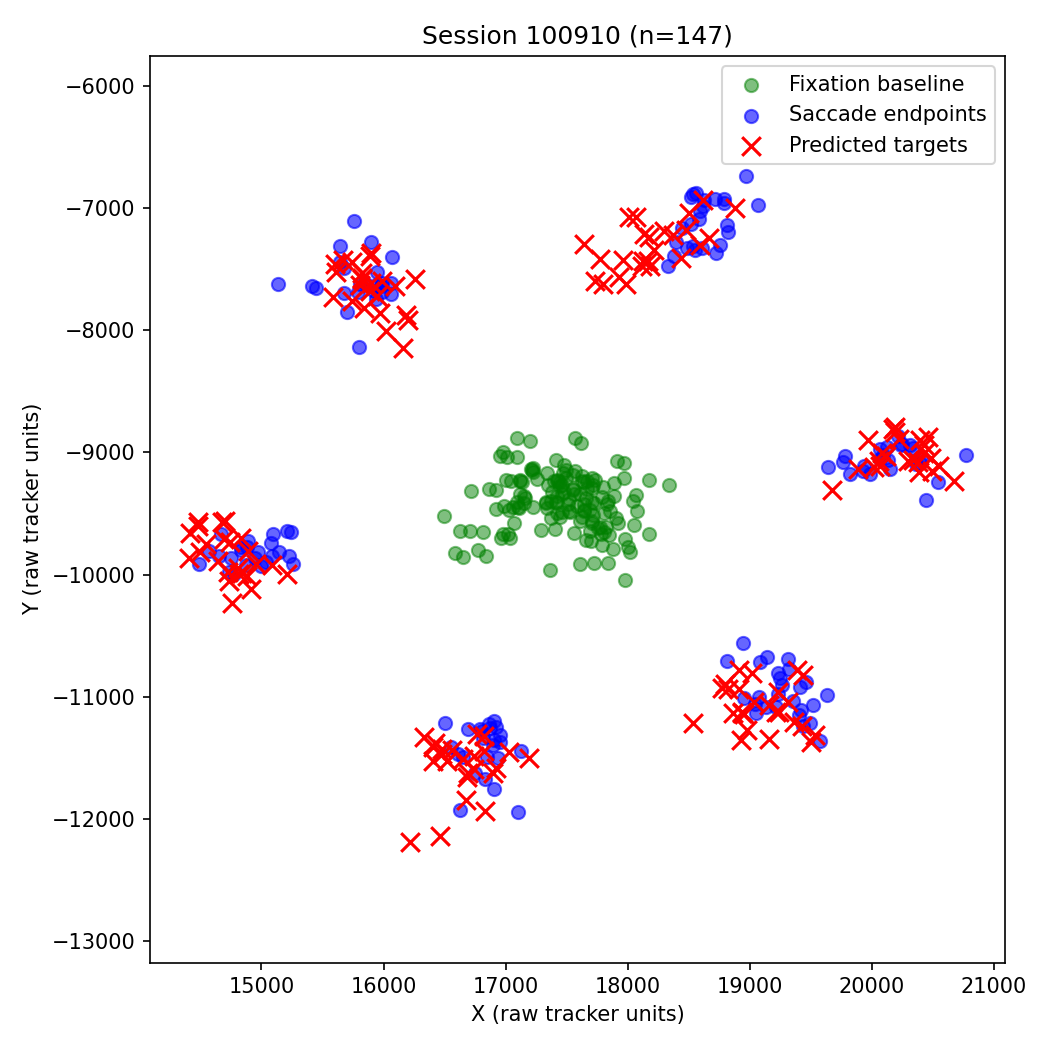 Session 100910 (n=147)
Fixation baseline
Saccade endpoints
Predicted targets
Y (raw tracker units)
−6000
−7000
−8000
−9000
−10000
−11000
−12000
−13000
15000 16000 17000 18000 19000 20000 21000
X (raw tracker units)